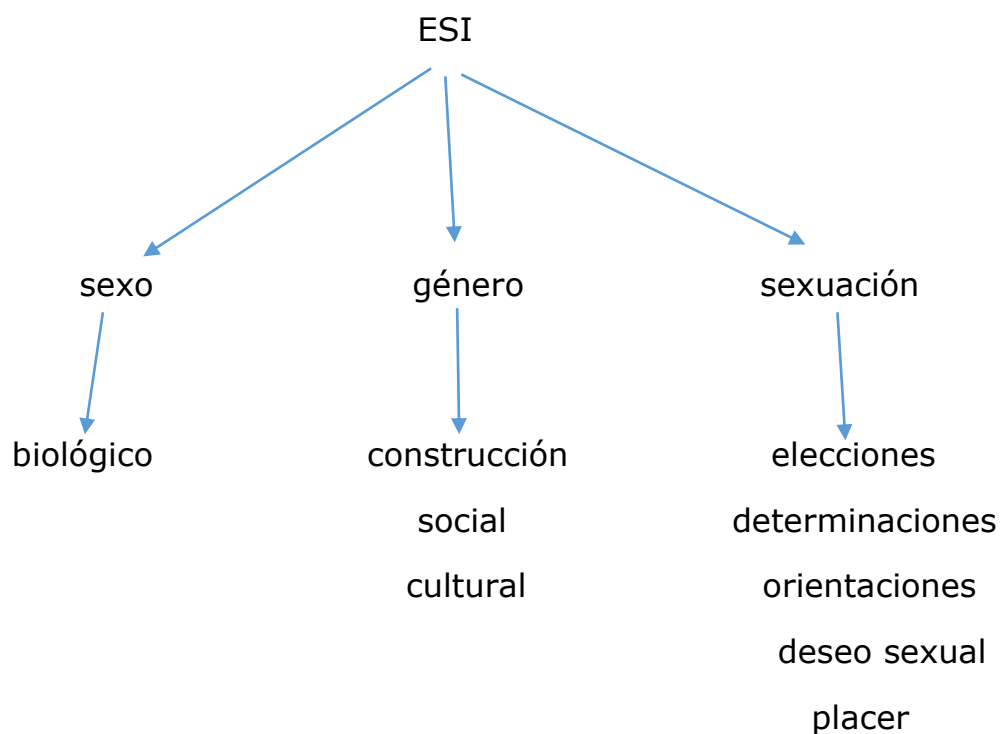 ESI
sexo género sexuación
biológico construcción elecciones
social determinaciones
cultural orientaciones
deseo sexual
placer